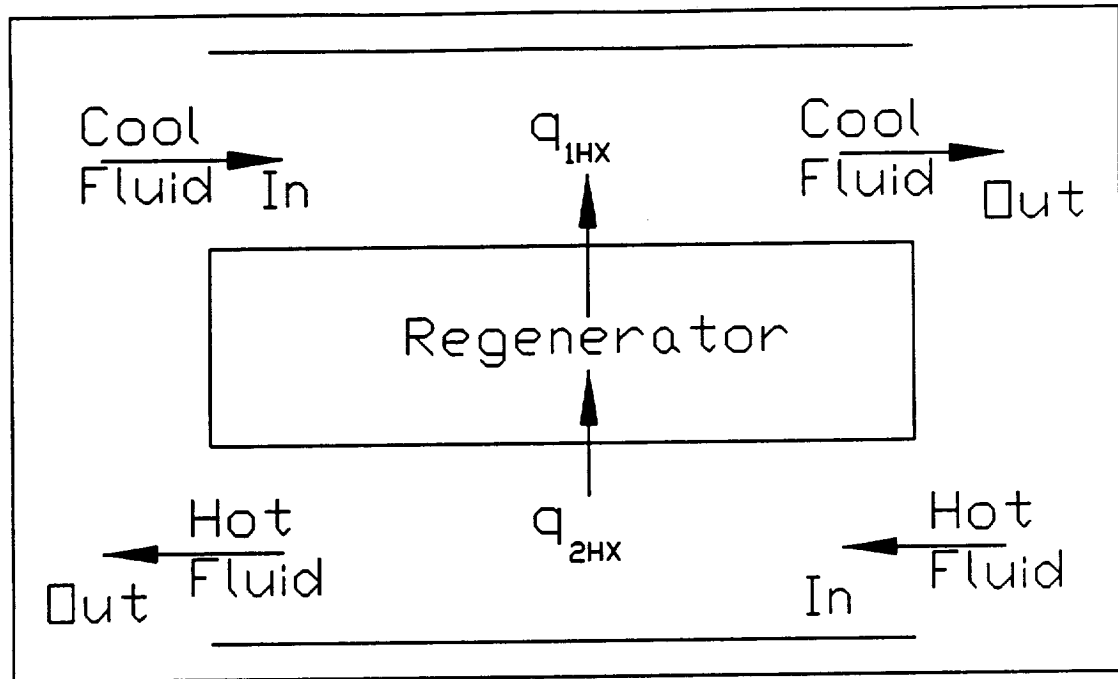 Cool
Fluid In
q1HX
Cool
Fluid
Out
Regenerator
Hot
Fluid
Out
q2HX
Hot
Fluid
In